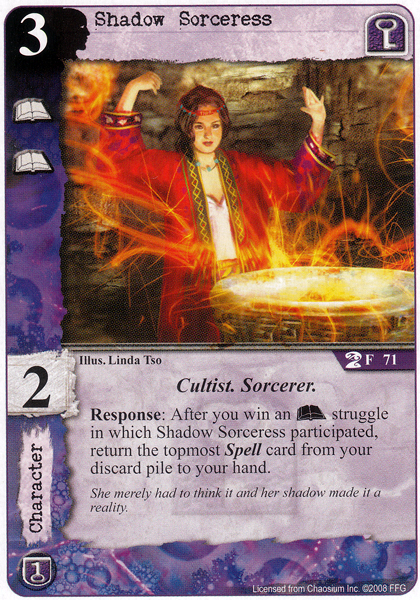 3
Shadow Sorceress
Illus. Linda Tso
F 71
2
Cultist. Sorcerer.
Response: After you win an struggle
in which Shadow Sorceress participated,
return the topmost Spell card from your
discard pile to your hand.
She merely had to think it and her shadow made it a
reality.
Character
1
Licensed from Chaosium Inc. ©2008 FFG